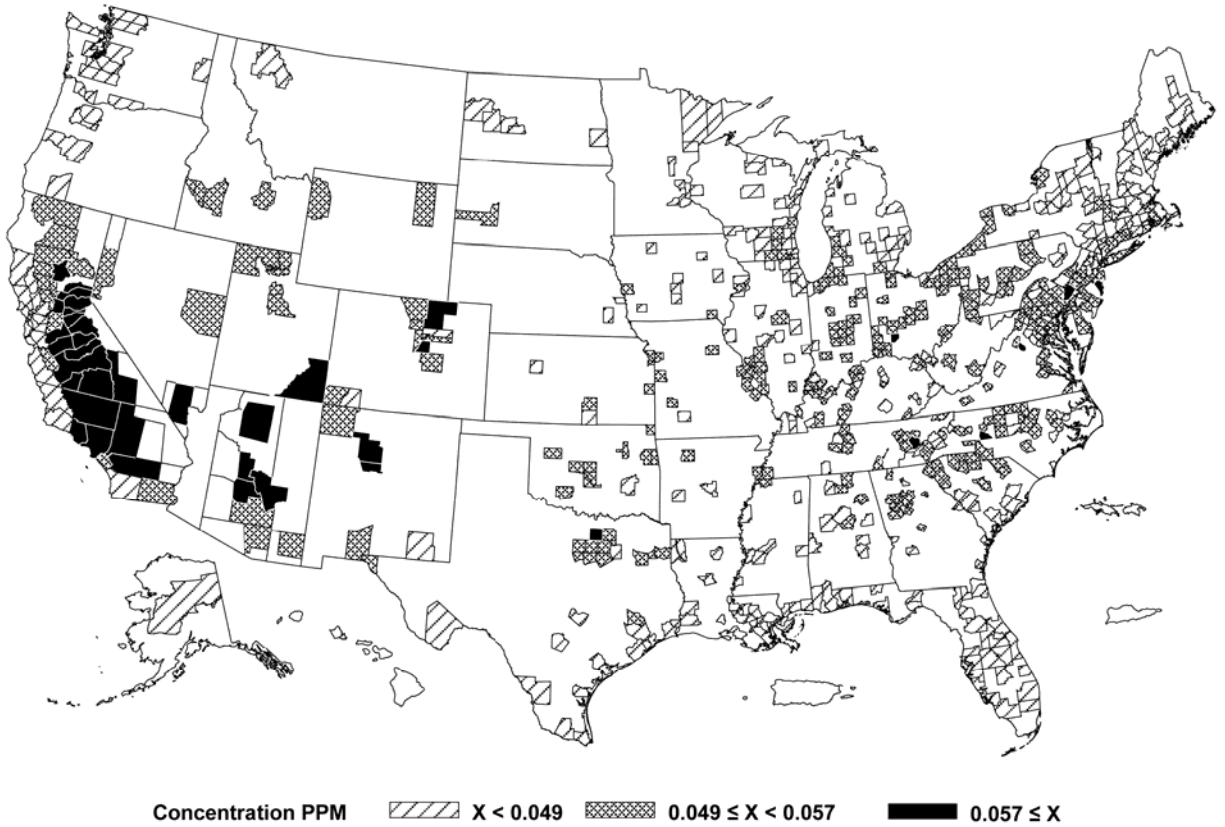 Concentration PPM X < 0.049 0.049 ≤ X < 0.057 0.057 ≤ X